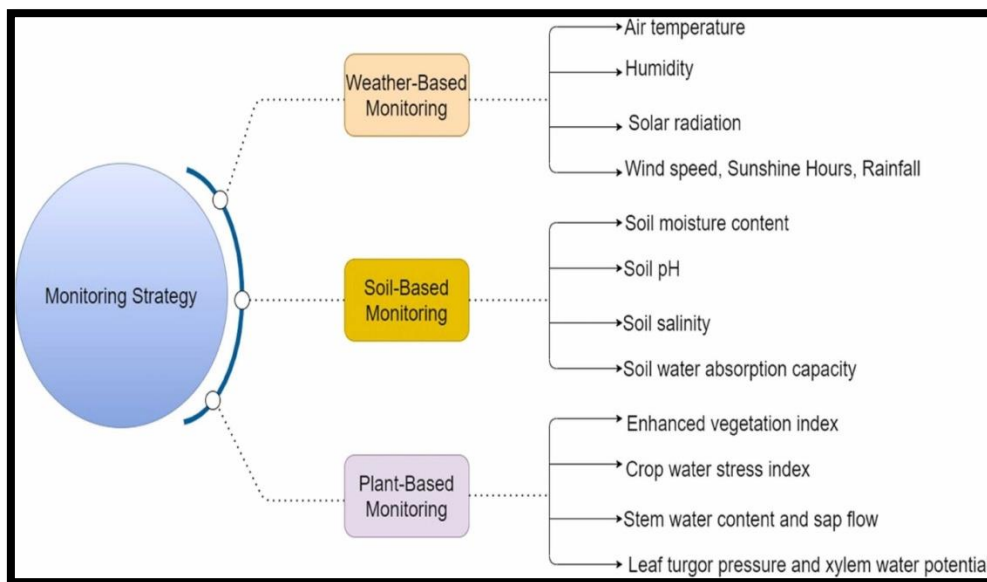 Monitoring Strategy
Weather-Based
Monitoring
Air temperature
Humidity
Solar radiation
Wind speed, Sunshine Hours, Rainfall
Soil-Based
Monitoring
Soil moisture content
Soil pH
Soil salinity
Soil water absorption capacity
Plant-Based
Monitoring
Enhanced vegetation index
Crop water stress index
Stem water content and sap flow
Leaf turgor pressure and xylem water potential